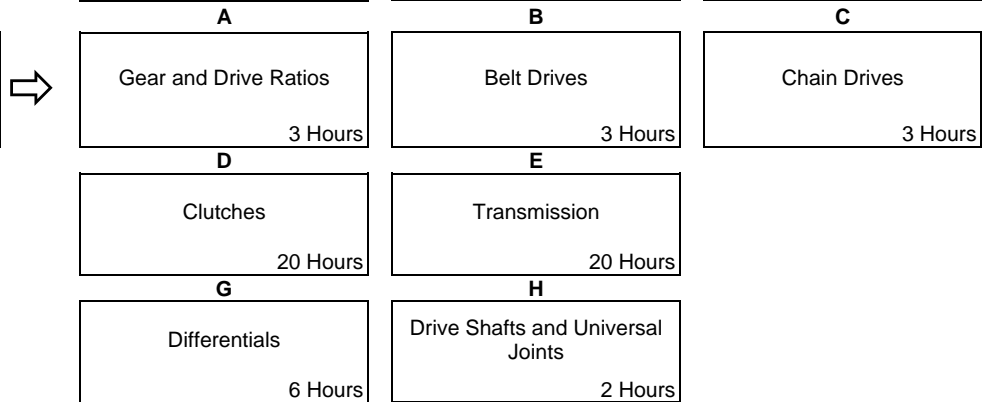 A B C
Gear and Drive Ratios Belt Drives Chain Drives
3 Hours 3 Hours 3 Hours
D E
Clutches Transmission
20 Hours 20 Hours
G H
Differentials Drive Shafts and Universal
Joints
6 Hours 2 Hours